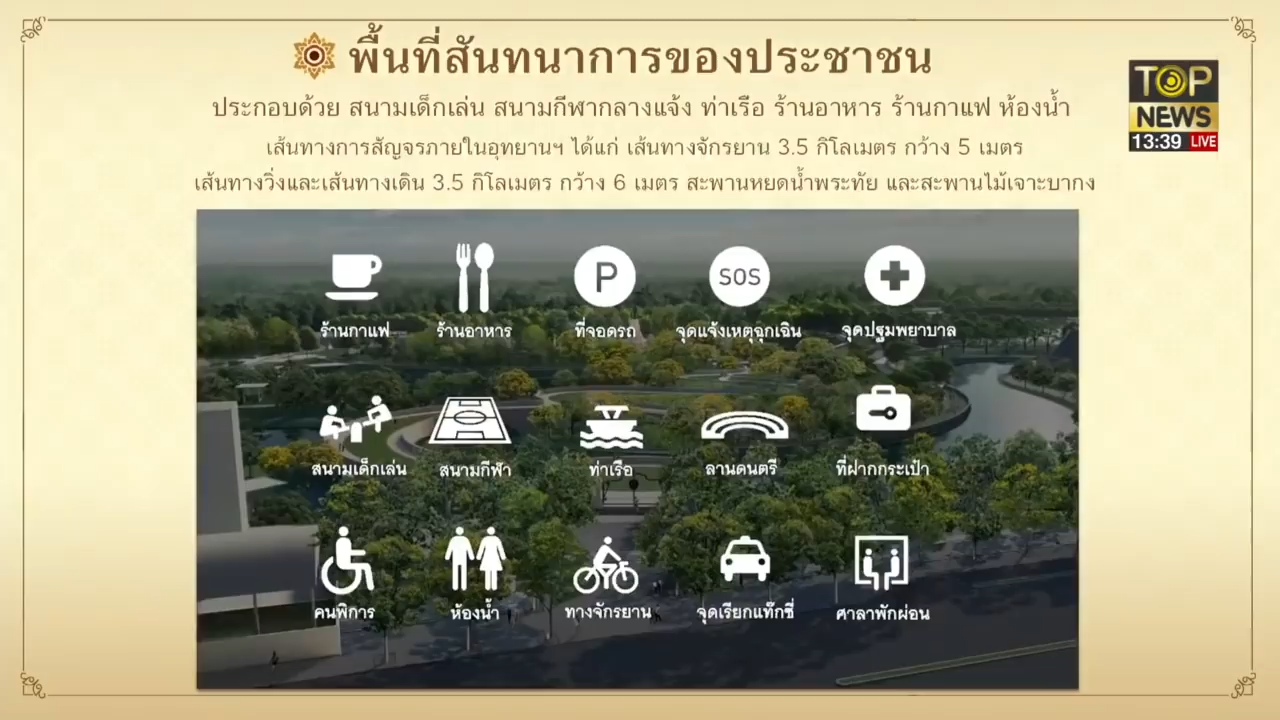 พื้นที่สันทนาการของประชาชน
ประกอบด้วย สนามเด็กเล่น สนามกีฬากลางแจ้ง ท่าเรือ ร้านอาหาร ร้านกาแฟ ห้องน้ำ
เส้นทางการสัญจรภายในอุทยานฯ ได้แก่ เส้นทางจักรยาน 3.5 กิโลเมตร กว้าง 5 เมตร
เส้นทางวิ่งและเส้นทางเดิน 3.5 กิโลเมตร กว้าง 6 เมตร สะพานหยดน้ำพระทัย และสะพานไม้เจาะบากง
TOP
NEWS
13:39 LIVE
P SOS
ร้านกาแฟ ร้านอาหาร ที่จอดรถ จุดแจ้งเหตุฉุกเฉิน จุดปฐมพยาบาล
สนามเด็กเล่น สนามกีฬา ท่าเรือ ลานดนตรี ที่ฝากกระเป๋า
คนพิการ ห้องน้ำ ทางจักรยาน จุดเรียกแท๊กซี่ ศาลาพักผ่อน